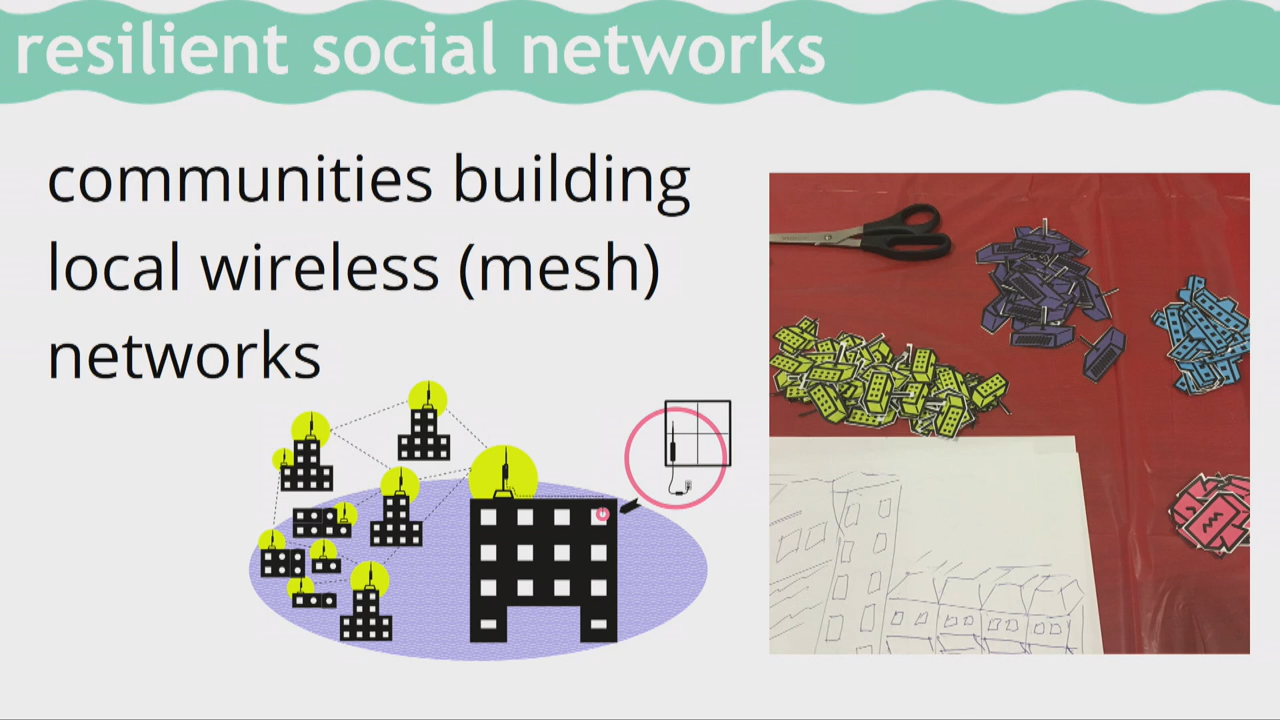 resilient social networks
communities building
local wireless (mesh)
networks